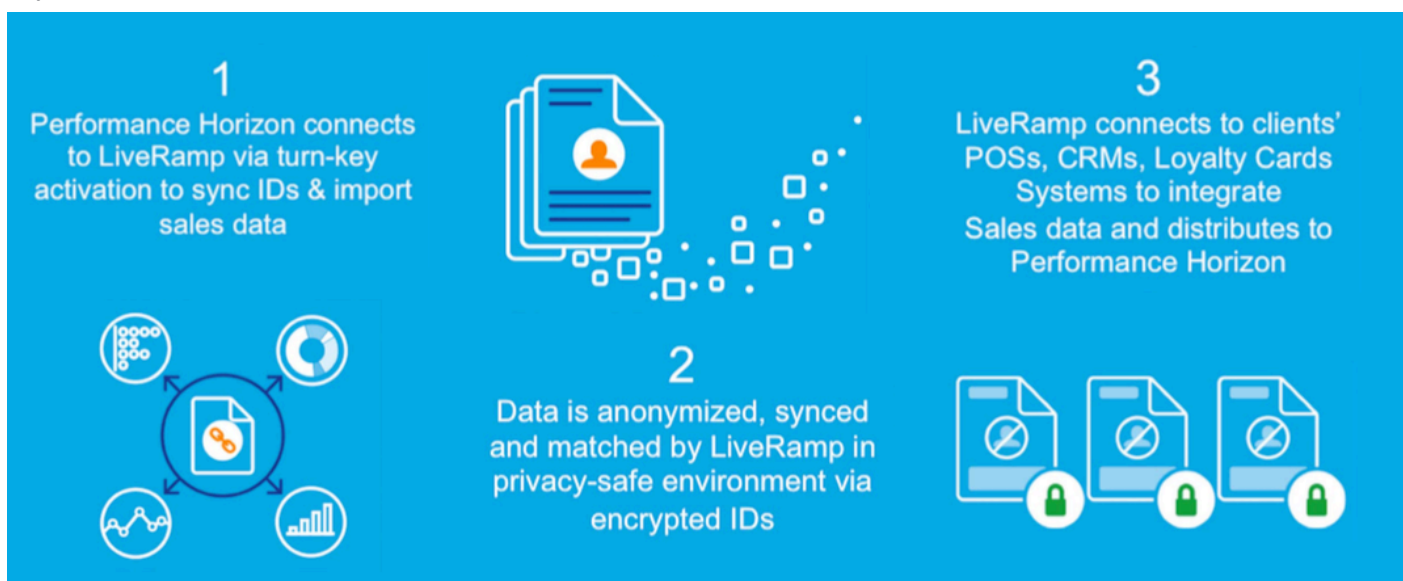 1
Performance Horizon connects
to LiveRamp via turn-key
activation to sync IDs & import
sales data
2
Data is anonymized, synced
and matched by LiveRamp in
privacy-safe environment via
encrypted IDs
3
LiveRamp connects to clients'
POSs, CRMs, Loyalty Cards
Systems to integrate
Sales data and distributes to
Performance Horizon